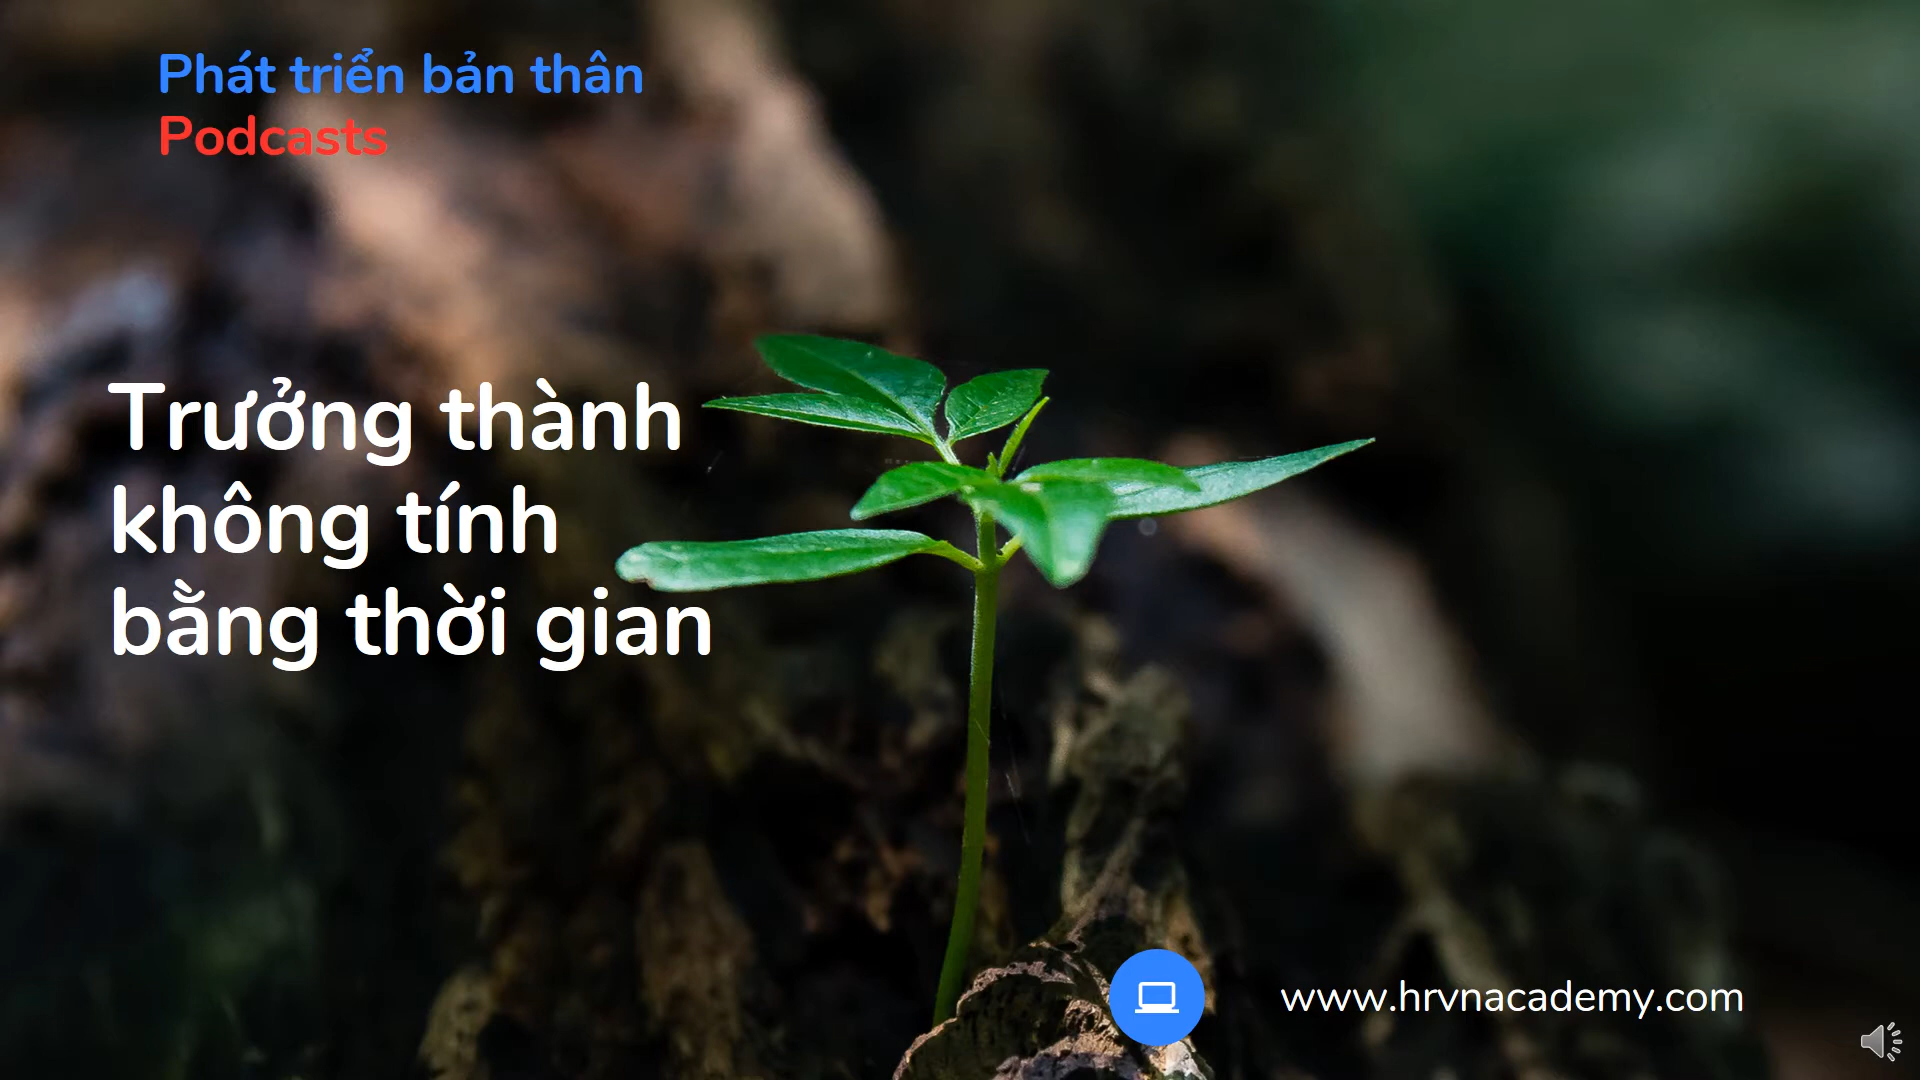 Phát triển bản thân
Podcasts
Trưởng thành
không tính
bằng thời gian
www.hrvnacademy.com